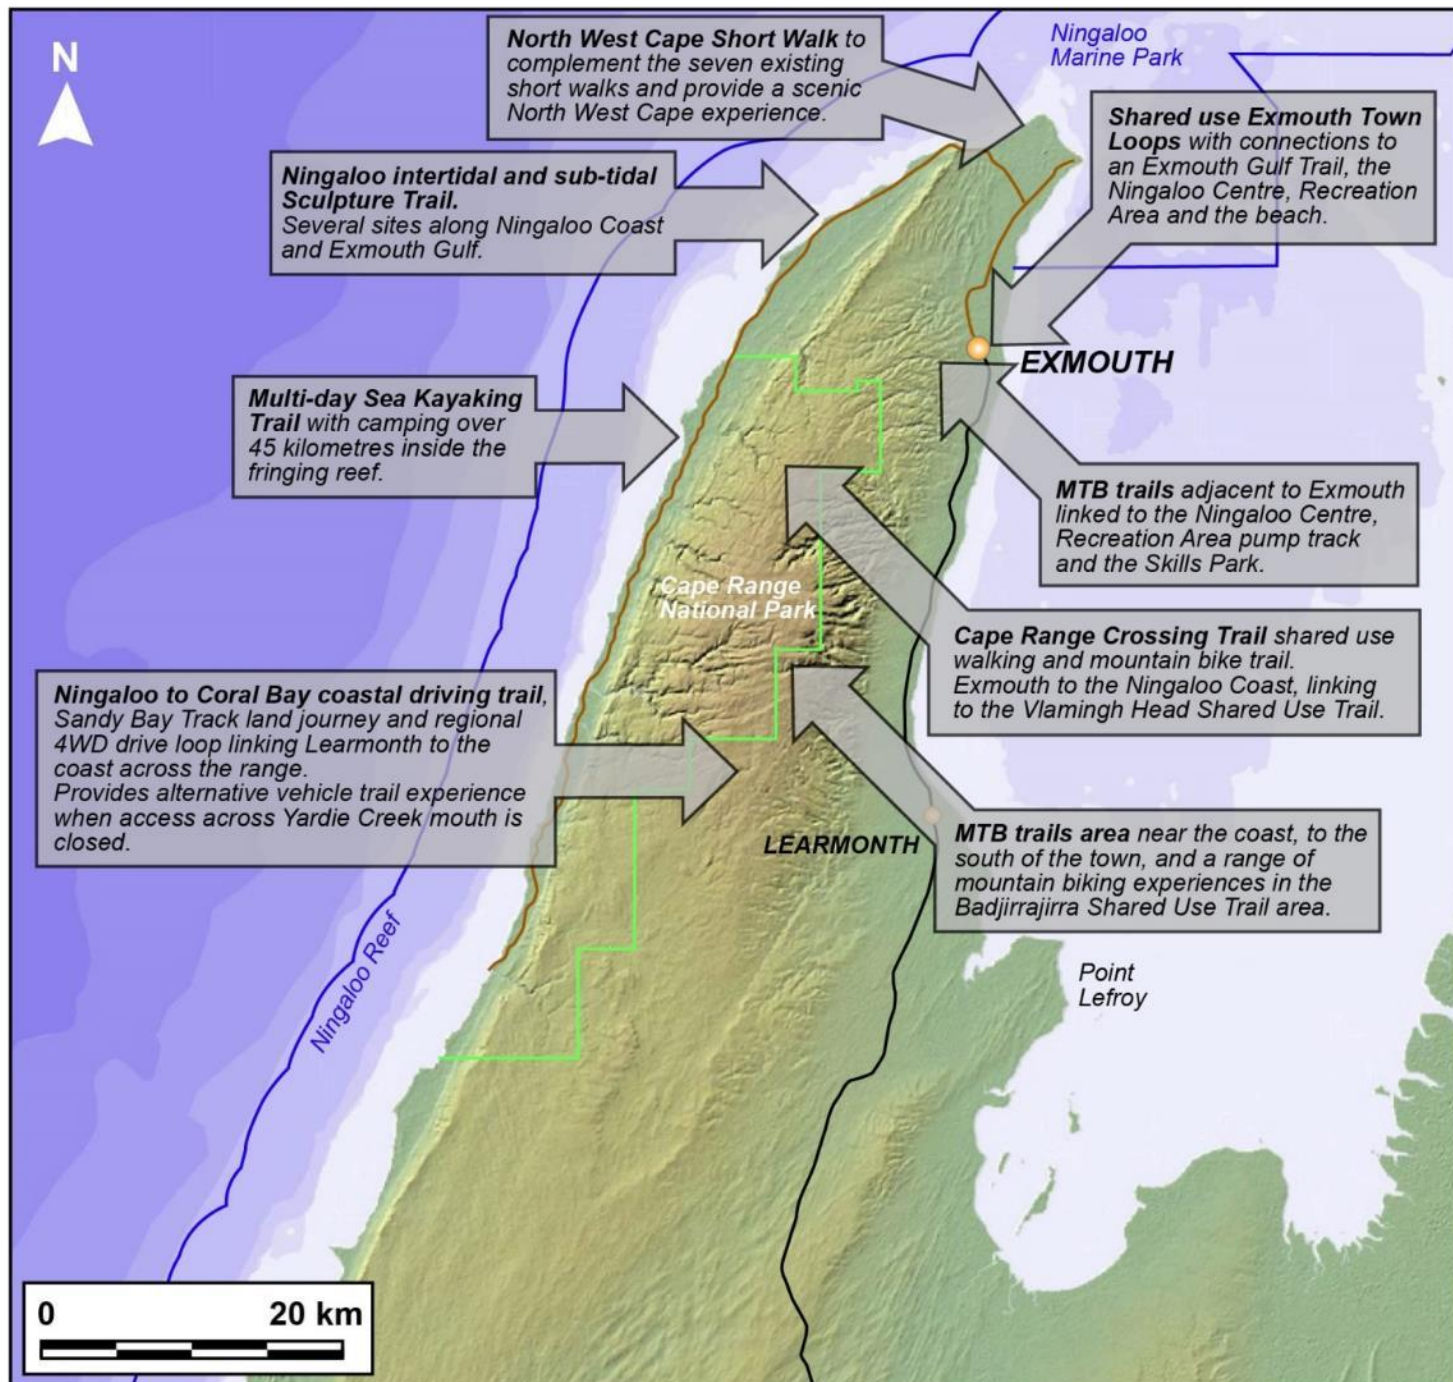 N
North West Cape Short Walk to
complement the seven existing
short walks and provide a scenic
North West Cape experience.
Ningaloo
Marine Park
Shared use Exmouth Town
Loops with connections to
an Exmouth Gulf Trail, the
Ningaloo Centre, Recreation
Area and the beach.
Ningaloo intertidal and sub-tidal
Sculpture Trail.
Several sites along Ningaloo Coast
and Exmouth Gulf.
EXMOUTH
Multi-day Sea Kayaking
Trail with camping over
45 kilometres inside the
fringing reef.
MTB trails adjacent to Exmouth
linked to the Ningaloo Centre,
Recreation Area pump track
and the Skills Park.
Cape Range
National Park
Cape Range Crossing Trail shared use
walking and mountain bike trail.
Exmouth to the Ningaloo Coast, linking
to the Vlamingh Head Shared Use Trail.
Ningaloo to Coral Bay coastal driving trail,
Sandy Bay Track land journey and regional
4WD drive loop linking Learmonth to the
coast across the range.
Provides alternative vehicle trail experience
when access across Yardie Creek mouth is
closed.
LEARMONTH
MTB trails area near the coast, to the
south of the town, and a range of
mountain biking experiences in the
Badjirrajirra Shared Use Trail area.
Ningaloo Reef
Point
Lefroy
0 20 km